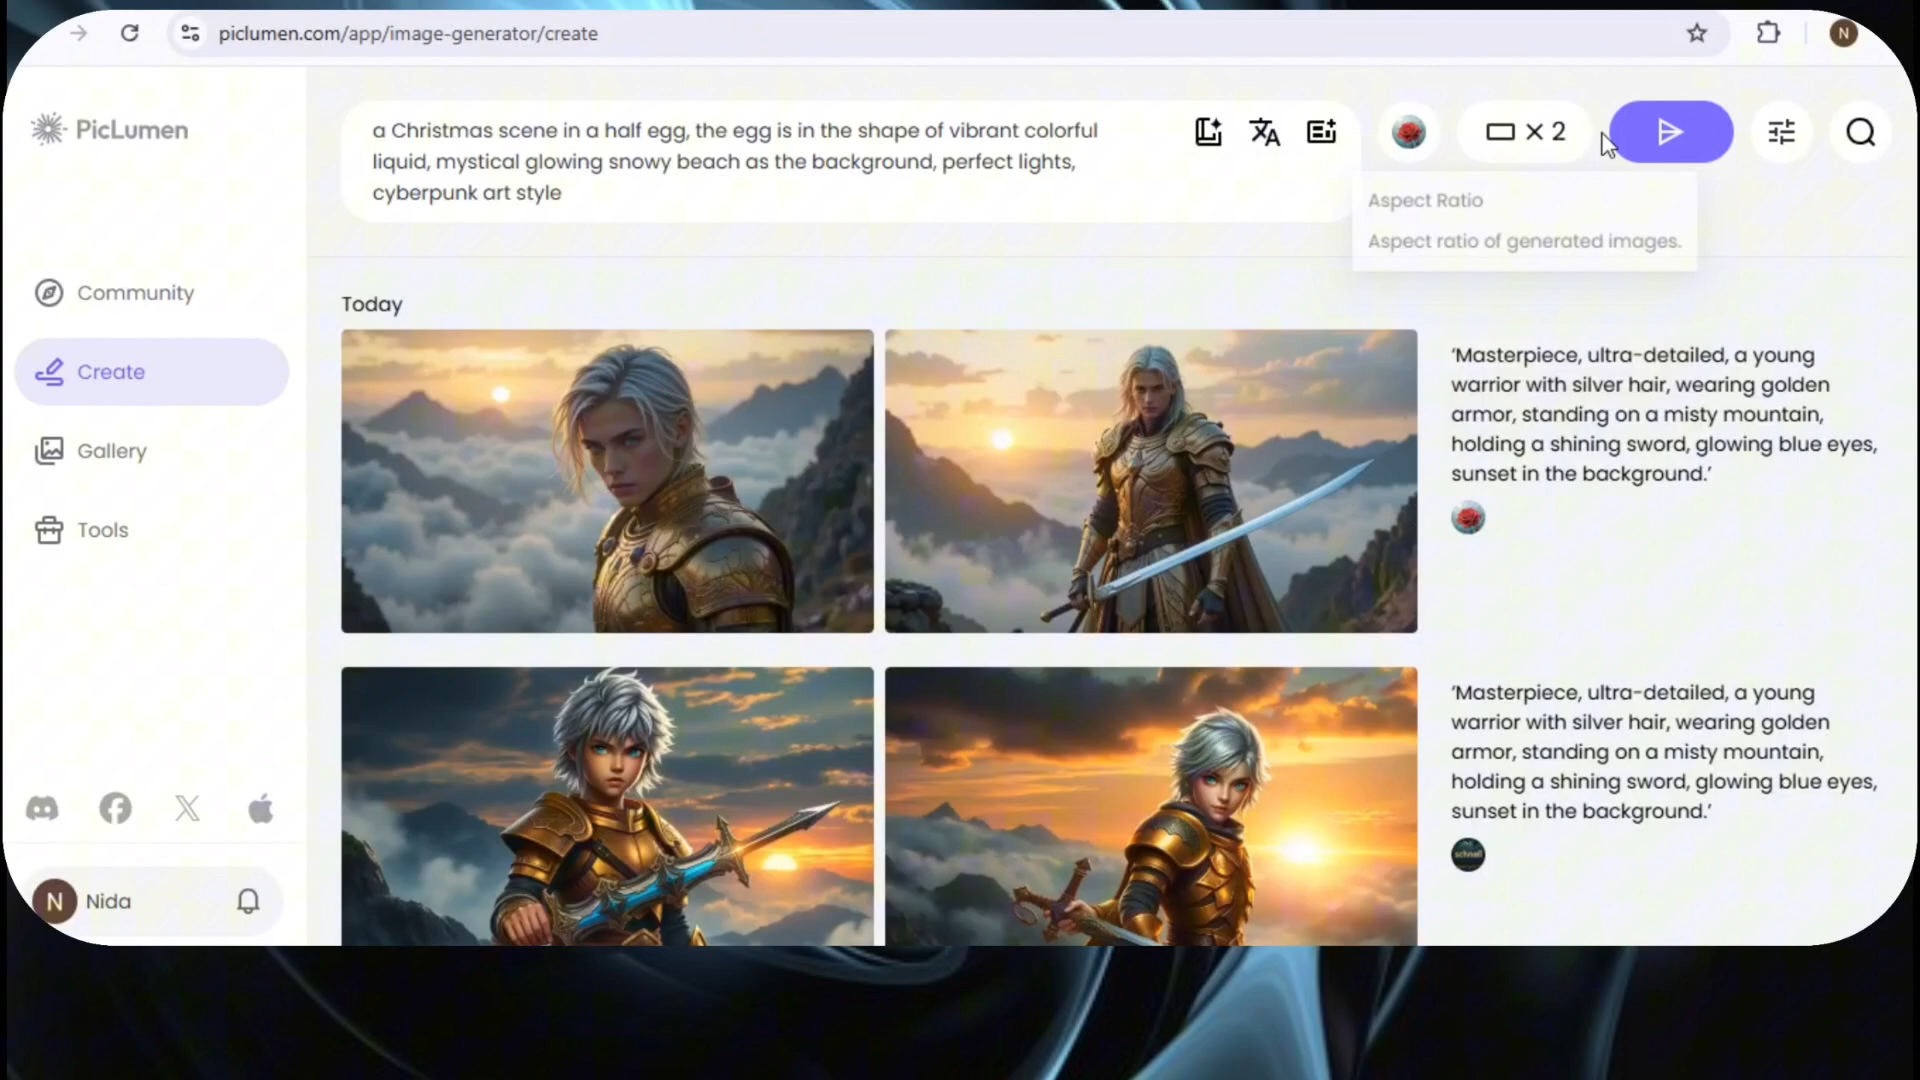 piclumen.com/app/image-generator/create
N
PicLumen
a Christmas scene in a half egg, the egg is in the shape of vibrant colorful
liquid, mystical glowing snowy beach as the background, perfect lights,
cyberpunk art style
× 2
Aspect Ratio
Aspect ratio of generated images.
Community
Create
Gallery
Tools
Today
'Masterpiece, ultra-detailed, a young
warrior with silver hair, wearing golden
armor, standing on a misty mountain,
holding a shining sword, glowing blue eyes,
sunset in the background.'
'Masterpiece, ultra-detailed, a young
warrior with silver hair, wearing golden
armor, standing on a misty mountain,
holding a shining sword, glowing blue eyes,
sunset in the background.'
schnell
N
Nida